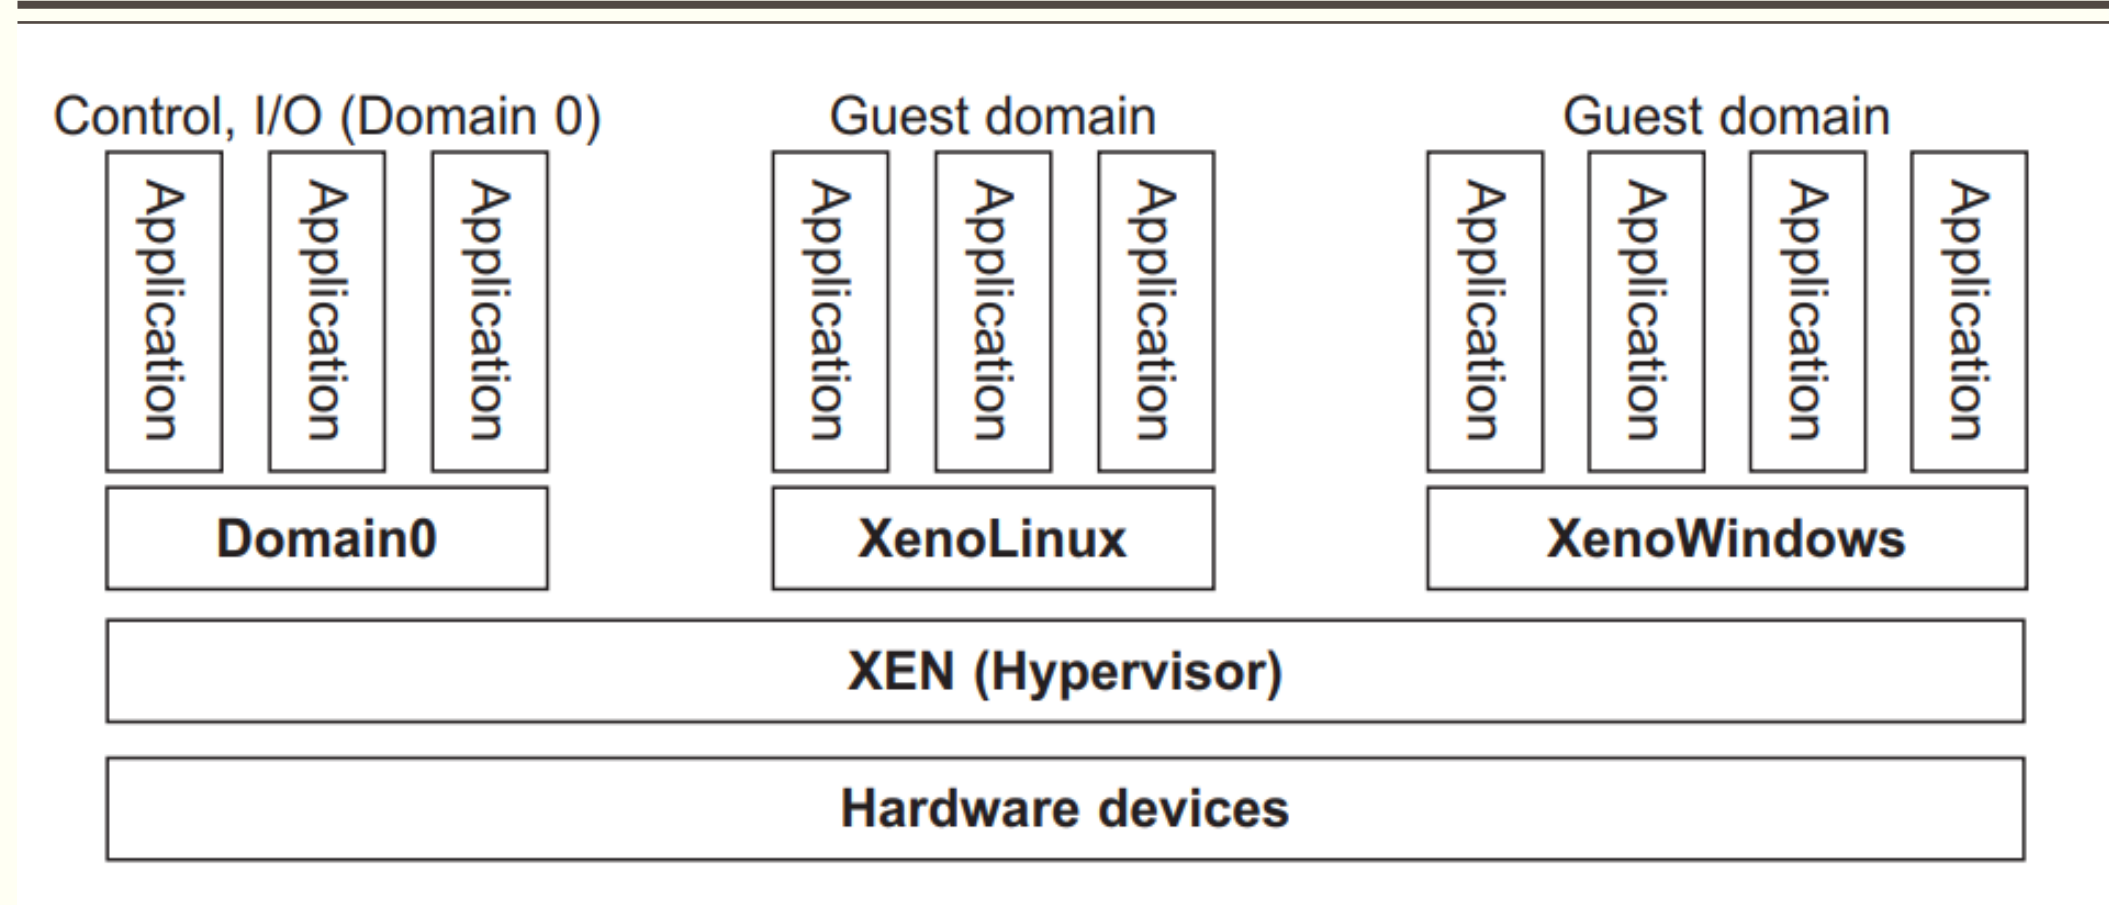 Control, I/O (Domain 0)
Guest domain
Guest domain
Application
Application
Application
Application
Application
Application
Application
Application
Application
Application
Domain0
XenoLinux
XenoWindows
XEN (Hypervisor)
Hardware devices